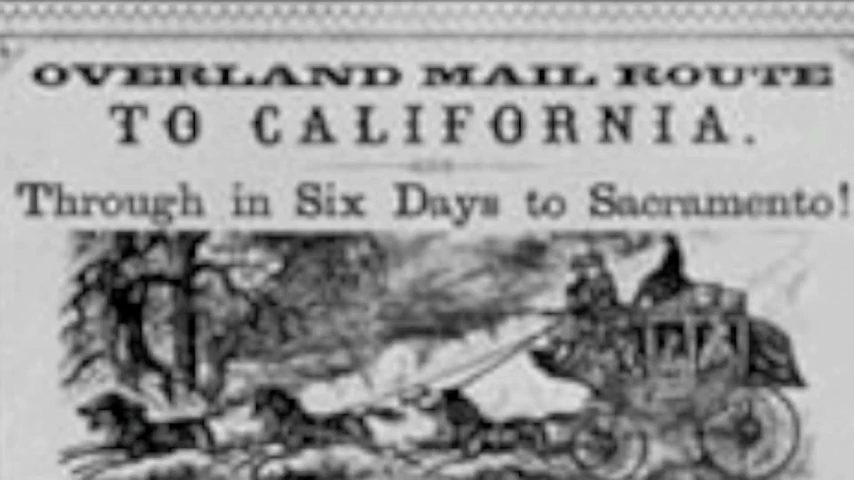 OVERLAND MAIL ROUTE
TO CALIFORNIA.
Through in Six Days to Sacramento!